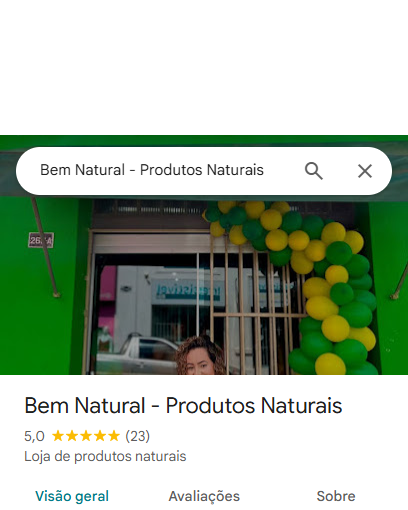 Bem Natural - Produtos Naturais
Bem Natural - Produtos Naturais
5,0 ★★★★★ (23)
Loja de produtos naturais
Visão geral Avaliações Sobre